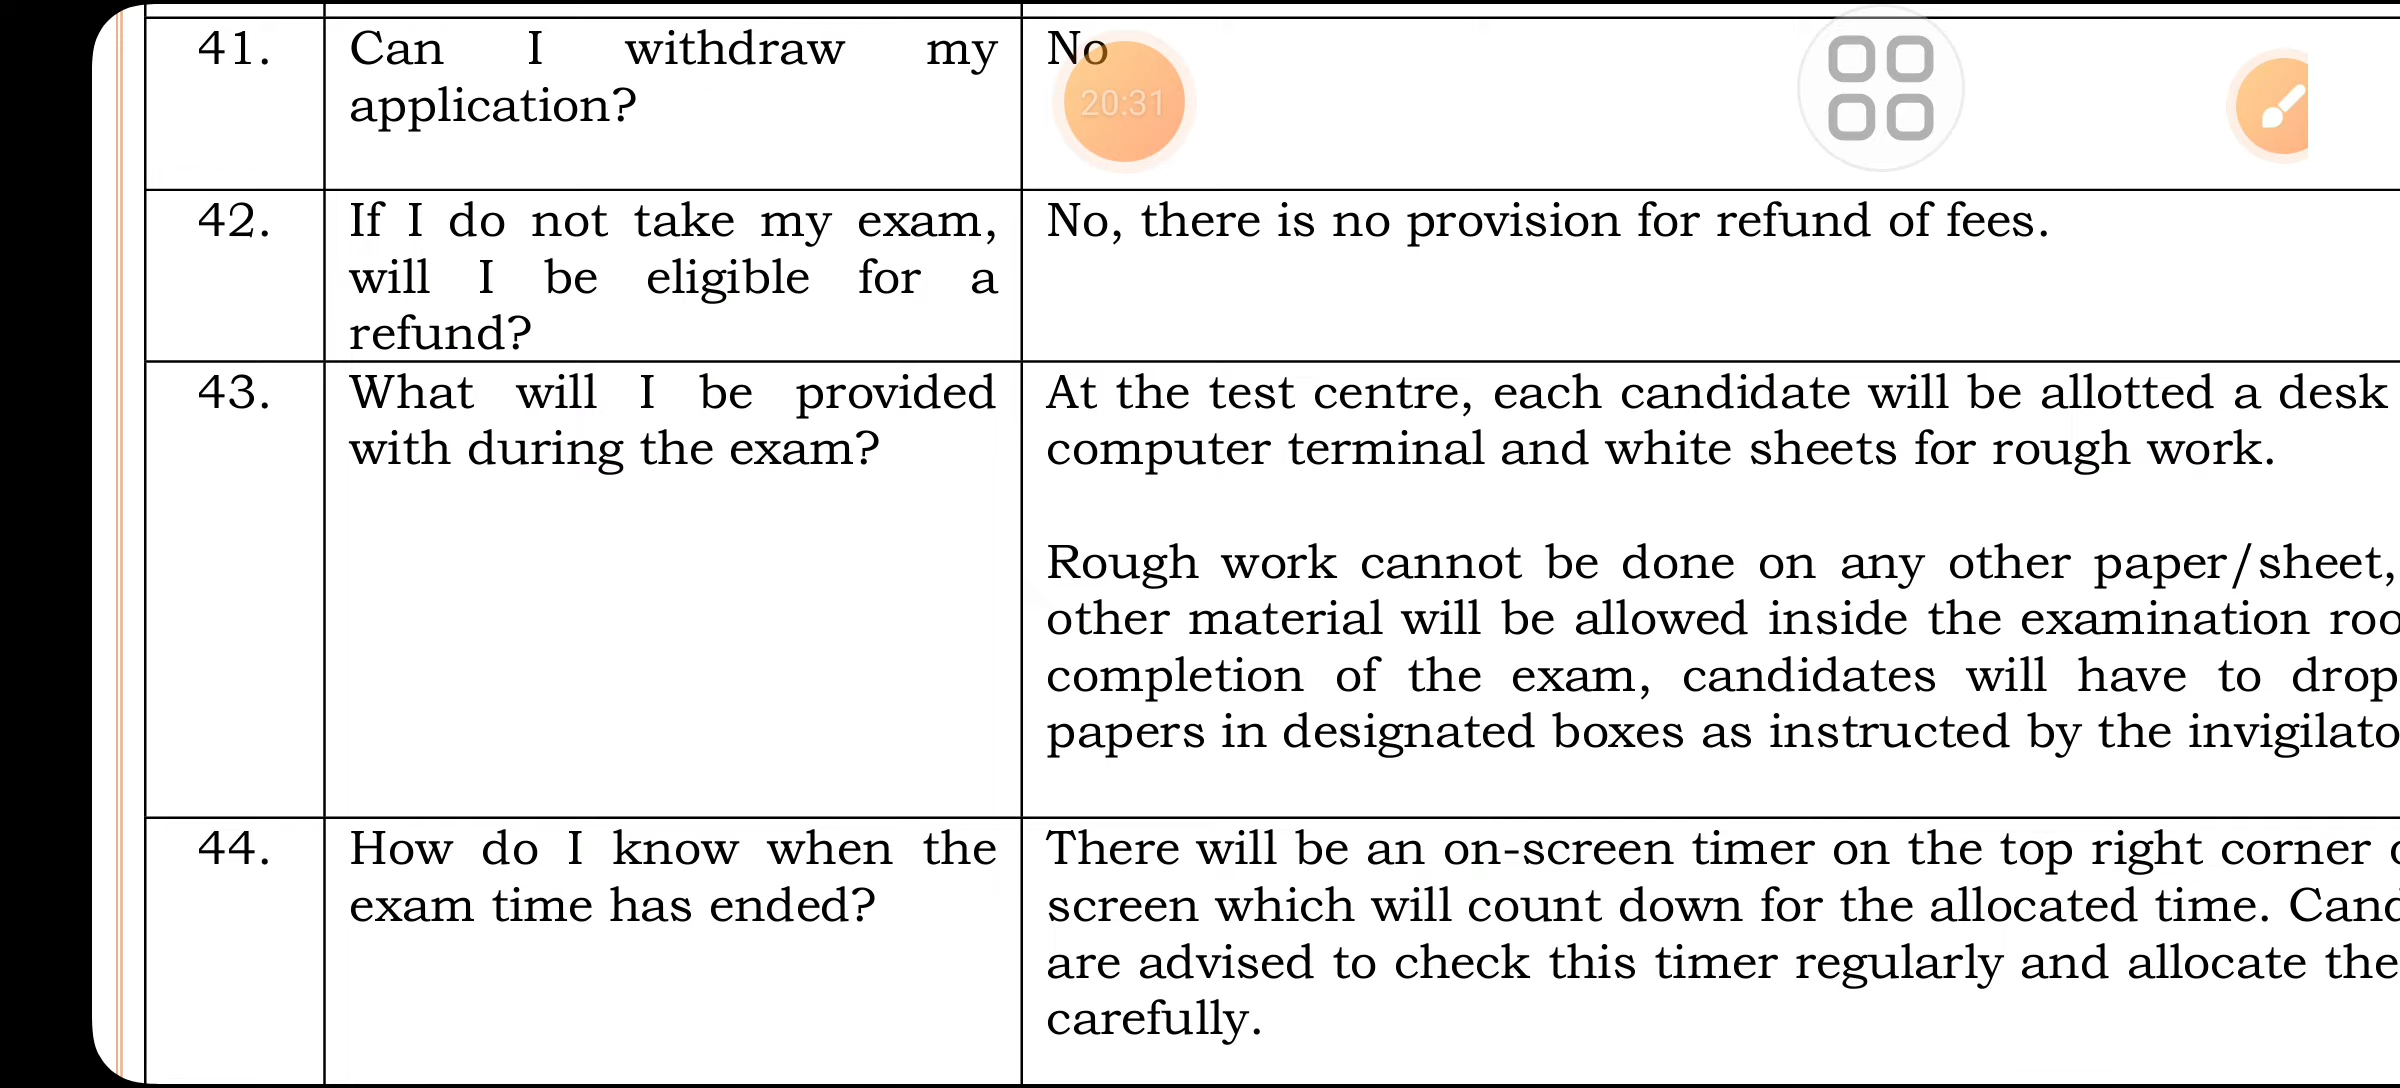 41. Can I withdraw my No
application?
20:31
42. If I do not take my exam, No, there is no provision for refund of fees.
will I be eligible for a
refund?
43. What will I be provided At the test centre, each candidate will be allotted a desk
with during the exam? computer terminal and white sheets for rough work.
Rough work cannot be done on any other paper/sheet,
other material will be allowed inside the examination
completion of the exam, candidates will have to drop
papers in designated boxes as instructed by the
44. How do I know when the There will be an on-screen timer on the top right corner
exam time has ended? screen which will count down for the allocated time.
are advised to check this timer regularly and allocate
carefully.